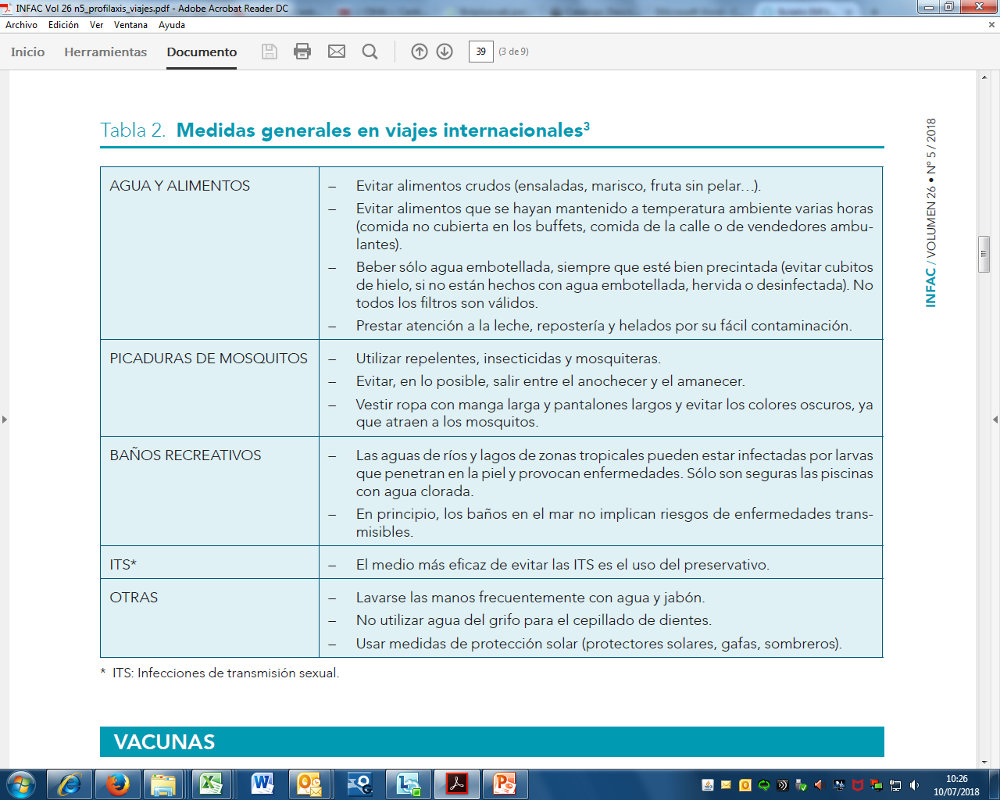 INFAC Vol 26 n5_profilaxis_viajes.pdf - Adobe Acrobat Reader DC
Archivo Edición Ver Ventana Ayuda
Inicio Herramientas Documento 39 (3 de 9)
Tabla 2. Medidas generales en viajes internacionales³
INFAC / VOLUMEN 26 • Nº 5 / 2018
AGUA Y ALIMENTOS
– Evitar alimentos crudos (ensaladas, marisco, fruta sin pelar…).
– Evitar alimentos que se hayan mantenido a temperatura ambiente varias horas
(comida no cubierta en los buffets, comida de la calle o de vendedores ambu-
lantes).
– Beber sólo agua embotellada, siempre que esté bien precintada (evitar cubitos
de hielo, si no están hechos con agua embotellada, hervida o desinfectada). No
todos los filtros son válidos.
– Prestar atención a la leche, repostería y helados por su fácil contaminación.
PICADURAS DE MOSQUITOS
– Utilizar repelentes, insecticidas y mosquiteras.
– Evitar, en lo posible, salir entre el anochecer y el amanecer.
– Vestir ropa con manga larga y pantalones largos y evitar los colores oscuros, ya
que atraen a los mosquitos.
BAÑOS RECREATIVOS
– Las aguas de ríos y lagos de zonas tropicales pueden estar infectadas por larvas
que penetran en la piel y provocan enfermedades. Sólo son seguras las piscinas
con agua clorada.
– En principio, los baños en el mar no implican riesgos de enfermedades trans-
misibles.
ITS*
– El medio más eficaz de evitar las ITS es el uso del preservativo.
OTRAS
– Lavarse las manos frecuentemente con agua y jabón.
– No utilizar agua del grifo para el cepillado de dientes.
– Usar medidas de protección solar (protectores solares, gafas, sombreros).
* ITS: Infecciones de transmisión sexual.
VACUNAS
10:26
10/07/2018